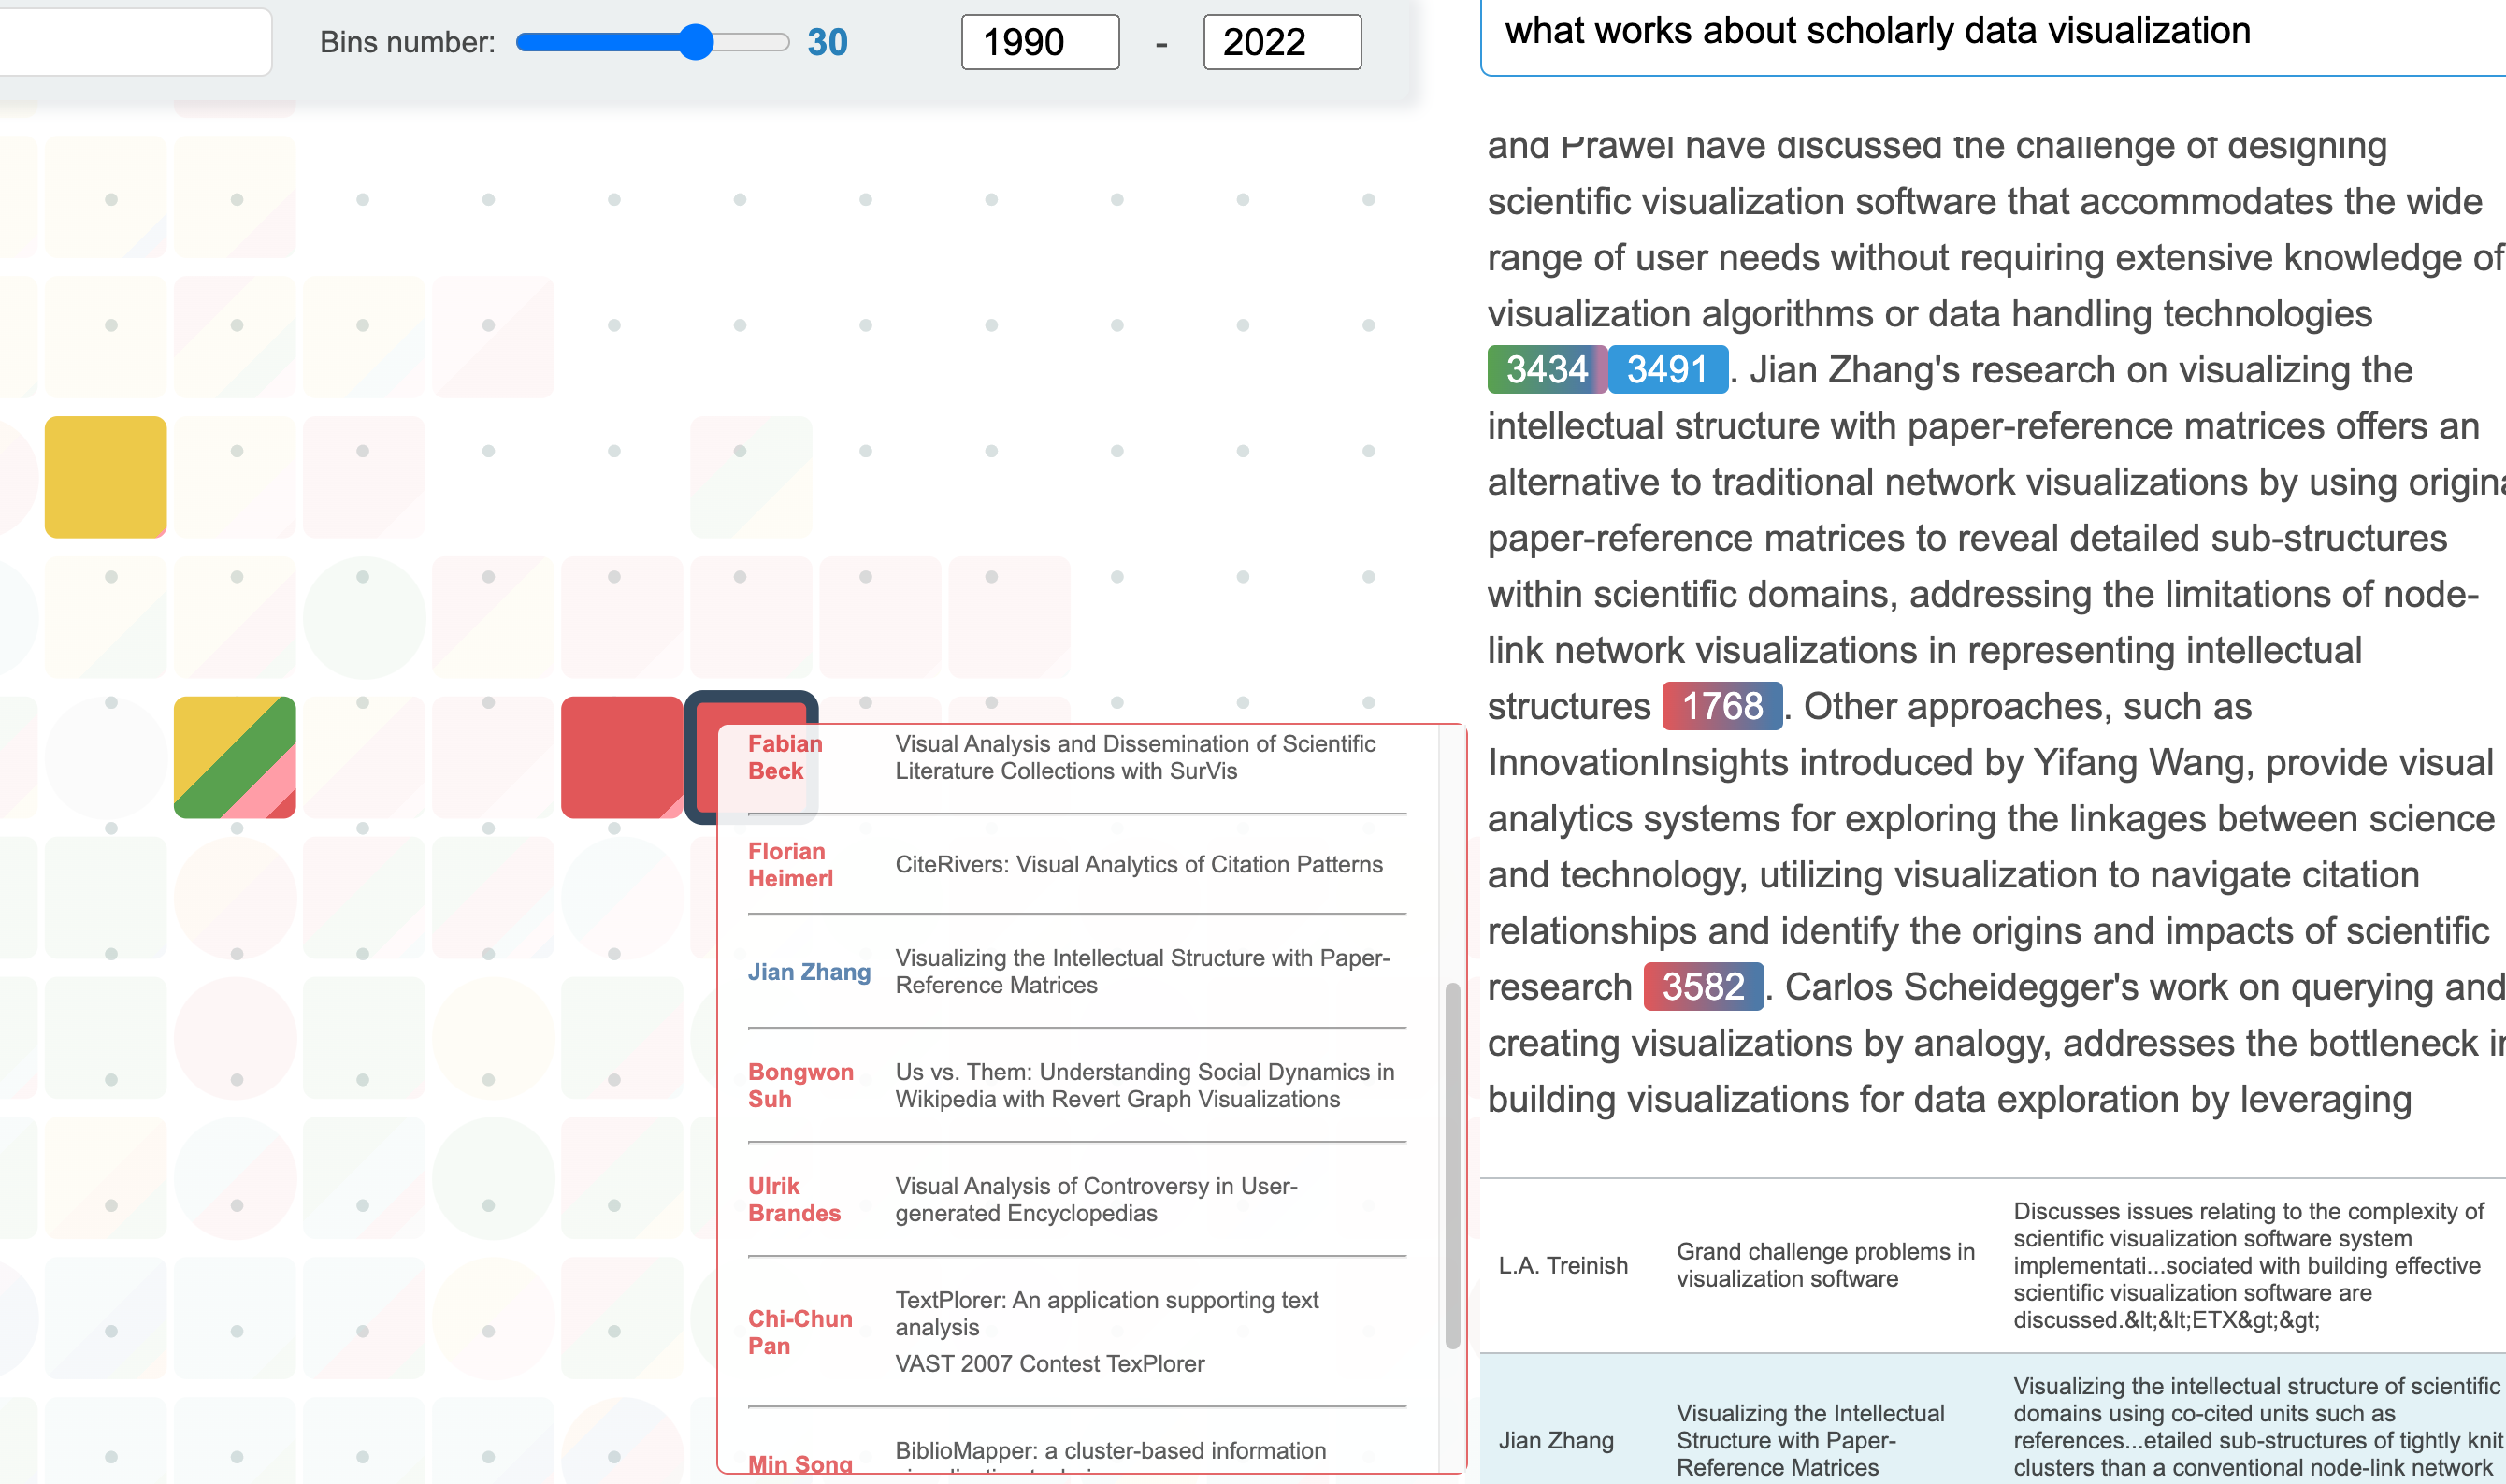 Bins number: 30 1990 - 2022
what works about scholarly data visualization
and Prawel have discussed the challenge of designing
scientific visualization software that accommodates the wide
range of user needs without requiring extensive knowledge of
visualization algorithms or data handling technologies
3434 3491 . Jian Zhang's research on visualizing the
intellectual structure with paper-reference matrices offers an
alternative to traditional network visualizations by using origina
paper-reference matrices to reveal detailed sub-structures
within scientific domains, addressing the limitations of node-
link network visualizations in representing intellectual
structures 1768 . Other approaches, such as
InnovationInsights introduced by Yifang Wang, provide visual
analytics systems for exploring the linkages between science
and technology, utilizing visualization to navigate citation
relationships and identify the origins and impacts of scientific
research 3582 . Carlos Scheidegger's work on querying and
creating visualizations by analogy, addresses the bottleneck in
building visualizations for data exploration by leveraging
Fabian
Beck
Visual Analysis and Dissemination of Scientific
Literature Collections with SurVis
Florian
Heimerl
CiteRivers: Visual Analytics of Citation Patterns
Jian Zhang
Visualizing the Intellectual Structure with Paper-
Reference Matrices
Bongwon
Suh
Us vs. Them: Understanding Social Dynamics in
Wikipedia with Revert Graph Visualizations
Ulrik
Brandes
Visual Analysis of Controversy in User-
generated Encyclopedias
Chi-Chun
Pan
TextPlorer: An application supporting text
analysis
VAST 2007 Contest TexPlorer
Min Song
BiblioMapper: a cluster-based information
L.A. Treinish
Grand challenge problems in
visualization software
Discusses issues relating to the complexity of
scientific visualization software system
implementati...sociated with building effective
scientific visualization software are
discussed.&lt;&lt;ETX&gt;&gt;
Jian Zhang
Visualizing the Intellectual
Structure with Paper-
Reference Matrices
Visualizing the intellectual structure of scientific
domains using co-cited units such as
references...etailed sub-structures of tightly knit
clusters than a conventional node-link network